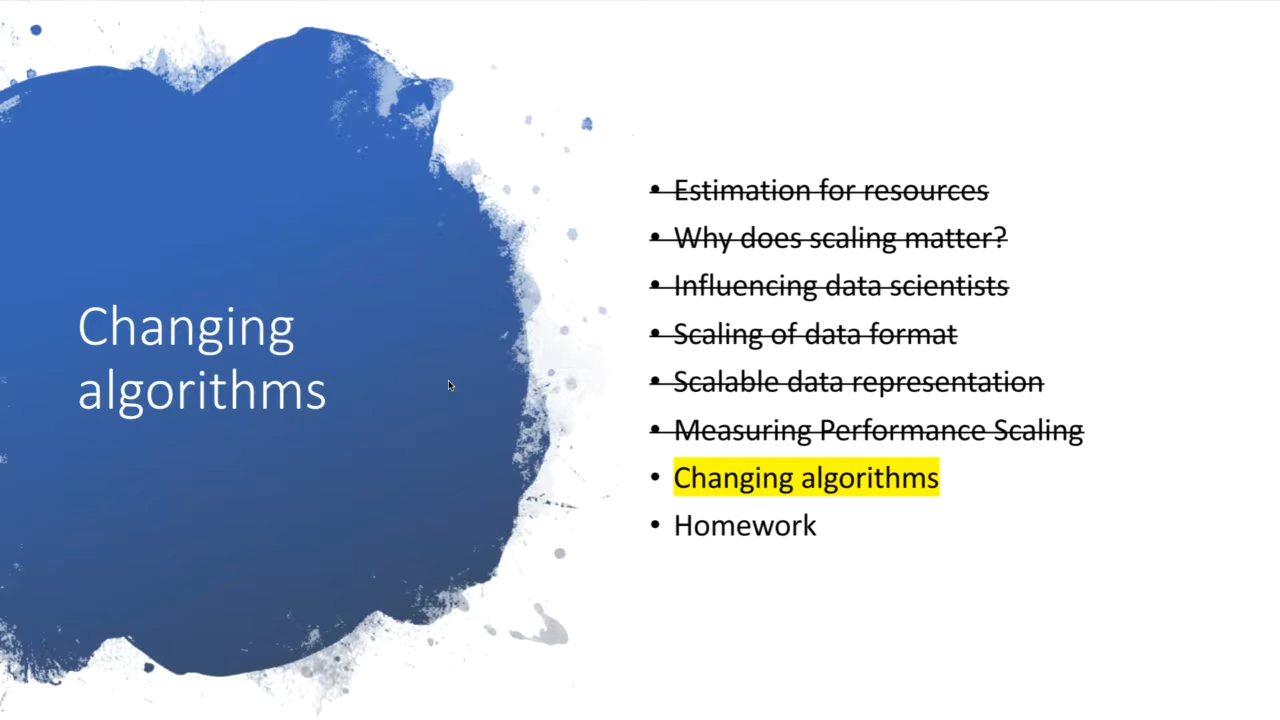 Changing
algorithms
• Estimation for resources
• Why does scaling matter?
• Influencing data scientists
• Scaling of data format
• Scalable data representation
• Measuring Performance Scaling
• Changing algorithms
• Homework